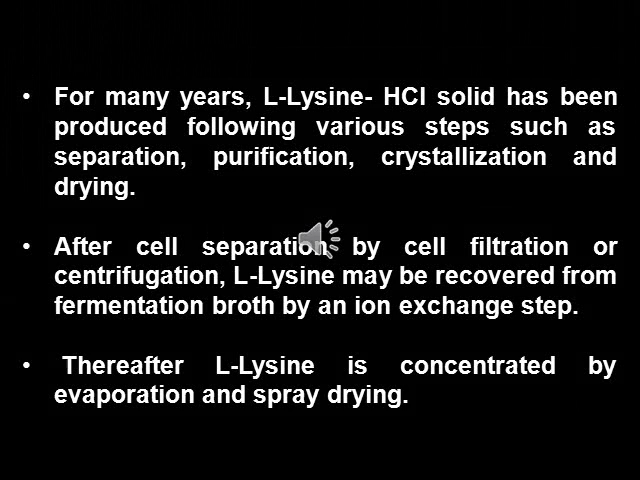 • For many years, L-Lysine- HCl solid has been
produced following various steps such as
separation, purification, crystallization and
drying.
• After cell separation by cell filtration or
centrifugation, L-Lysine may be recovered from
fermentation broth by an ion exchange step.
• Thereafter L-Lysine is concentrated by
evaporation and spray drying.